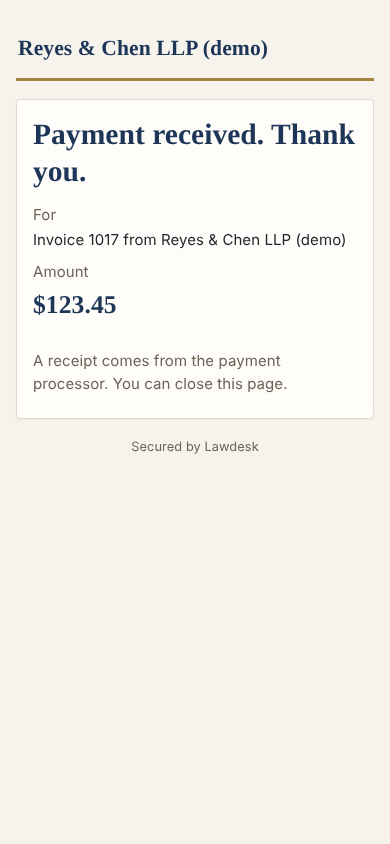 Reyes & Chen LLP (demo)
Payment received. Thank
you.
For
Invoice 1017 from Reyes & Chen LLP (demo)
Amount
$123.45
A receipt comes from the payment
processor. You can close this page.
Secured by Lawdesk